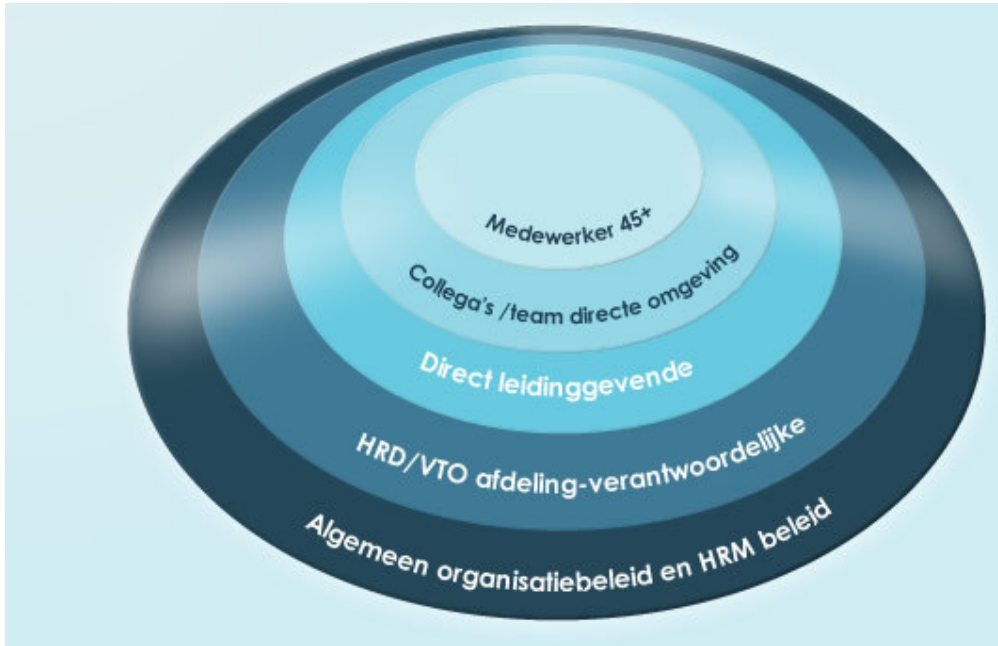 Medewerker 45+
Collega's /team directe omgeving
Direct leidinggevende
HRD/VTO afdeling-verantwoordelijke
Algemeen organisatiebeleid en HRM beleid